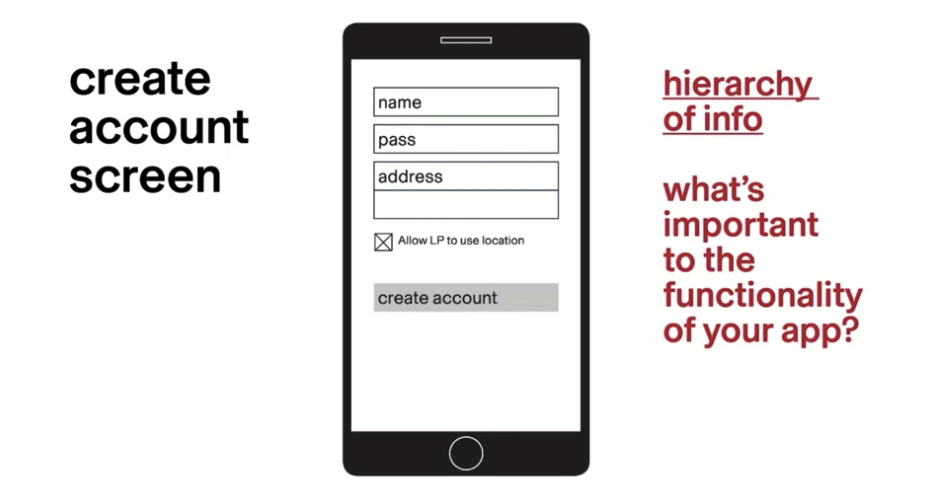 create
account
screen
name
pass
address
Allow LP to use location
create account
hierarchy
of info
what's
important
to the
functionality
of your app?